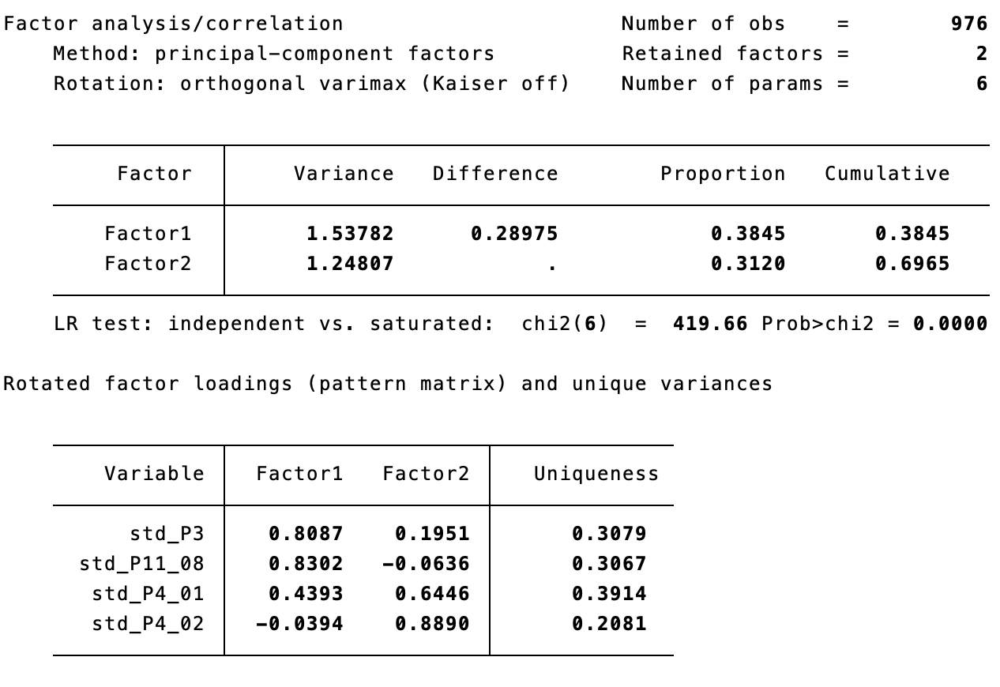 Factor analysis/correlation                      Number of obs    =        976
    Method: principal-component factors          Retained factors =          2
    Rotation: orthogonal varimax (Kaiser off)    Number of params =          6
Factor Variance Difference Proportion Cumulative
Factor1 1.53782 0.28975 0.3845 0.3845
Factor2 1.24807 . 0.3120 0.6965
LR test: independent vs. saturated: chi2(6) = 419.66 Prob>chi2 = 0.0000
Rotated factor loadings (pattern matrix) and unique variances
Variable Factor1 Factor2 Uniqueness
std_P3 0.8087 0.1951 0.3079
std_P11_08 0.8302 -0.0636 0.3067
std_P4_01 0.4393 0.6446 0.3914
std_P4_02 -0.0394 0.8890 0.2081